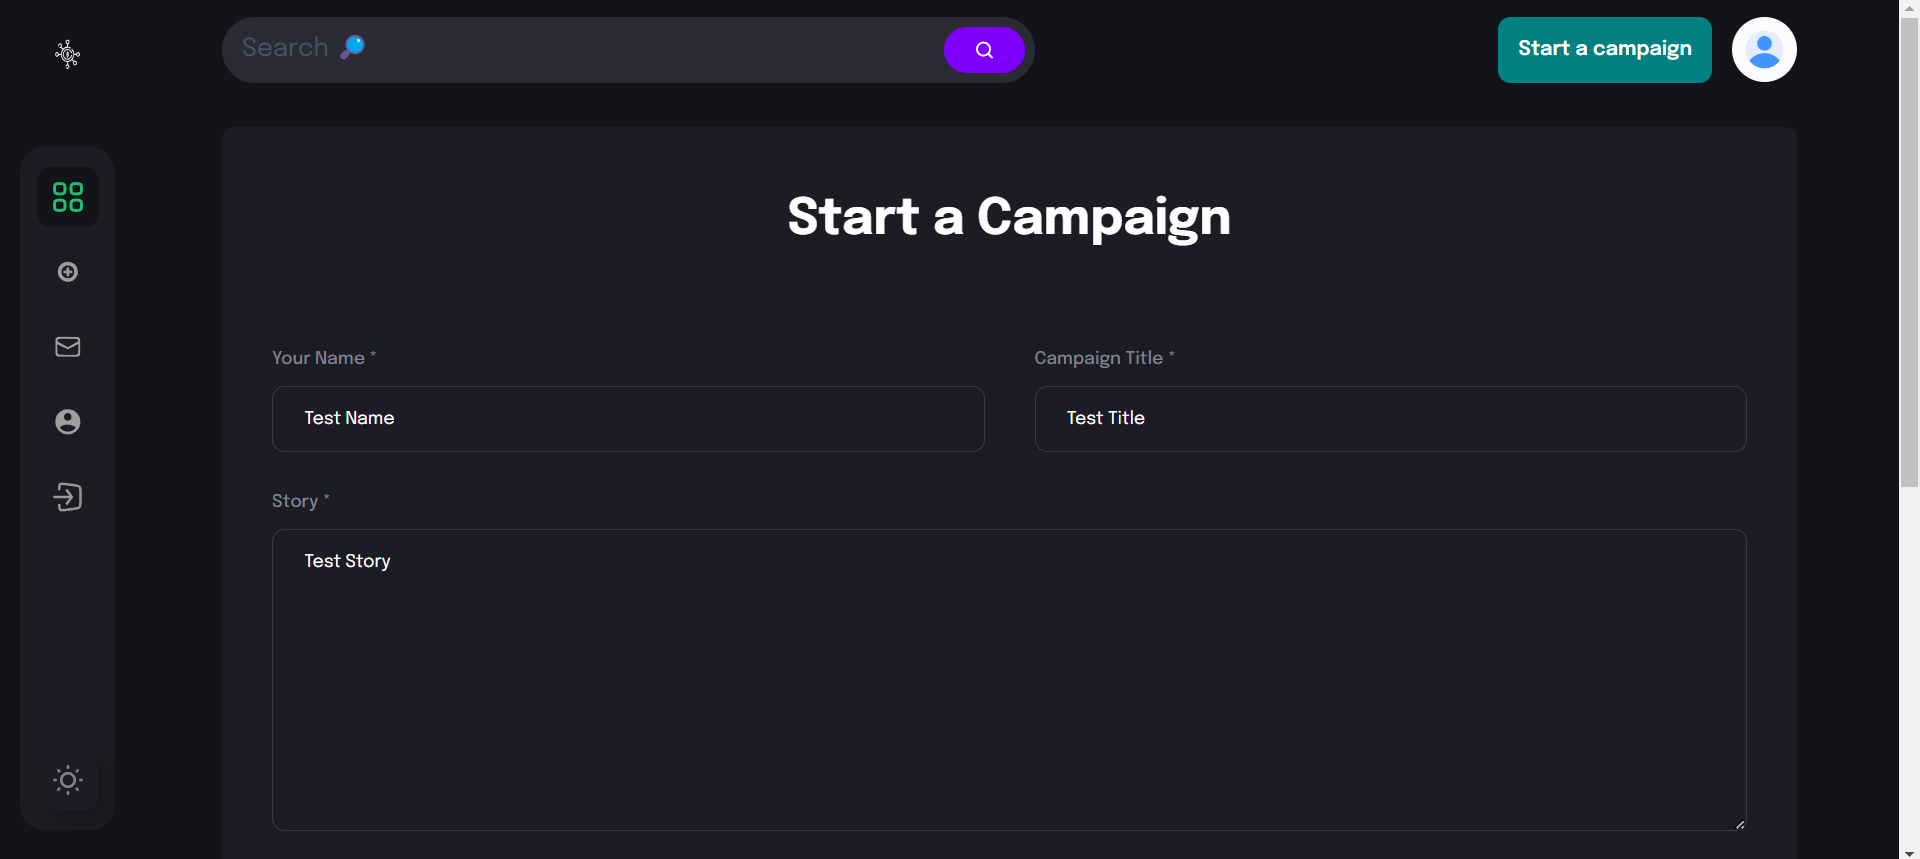 Search 🔎
Start a campaign
Start a Campaign
Your Name *
Campaign Title *
Test Name
Test Title
Story *
Test Story